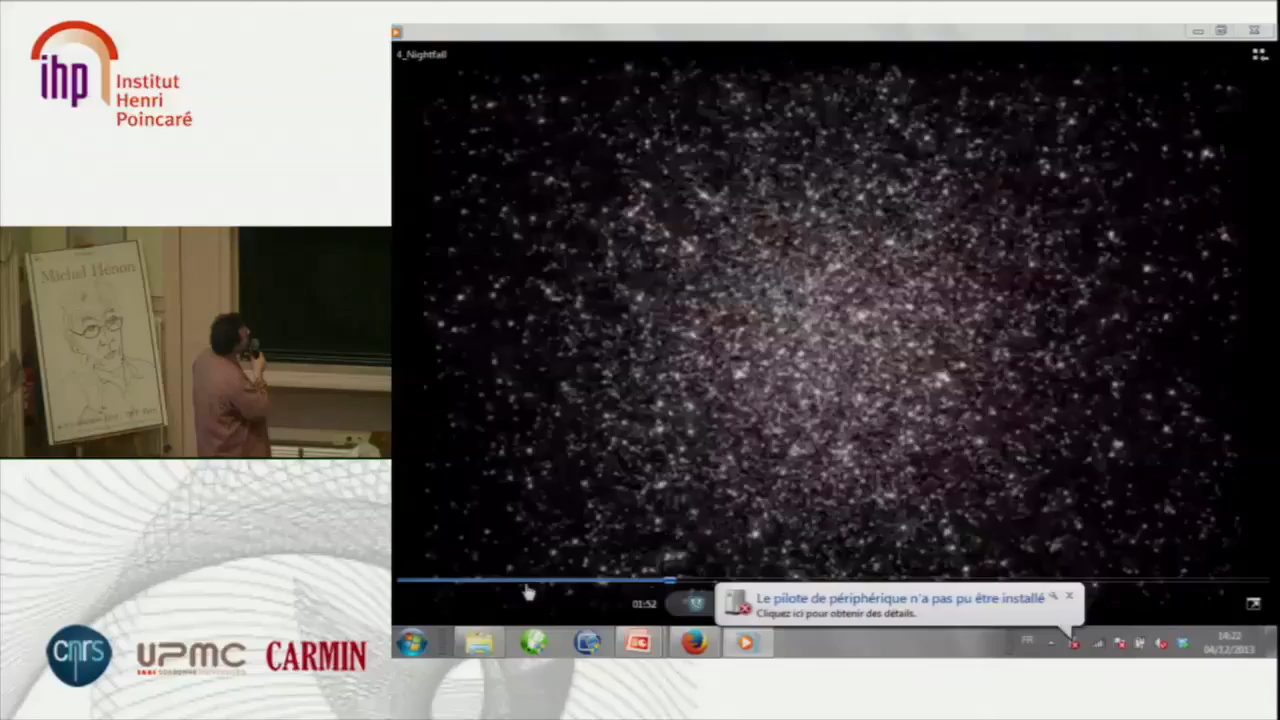 ihp
Institut
Henri
Poincaré
4_Nightfall
Michel Hénon
01:52
Le pilote de périphérique n'a pas pu être installé
Cliquez ici pour obtenir des détails.
FR
14:22
04/12/2013
cnrs
UPMC
CARMIN